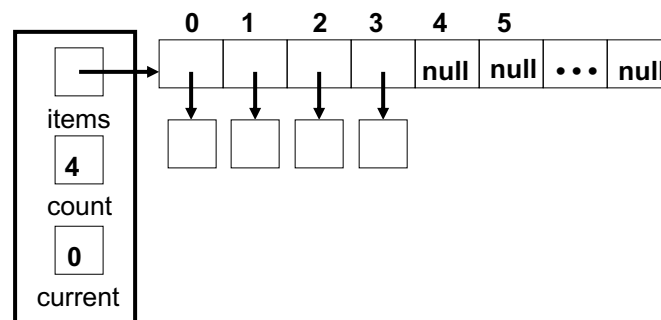 0 1 2 3 4 5
null null ••• null
items
4
count
0
current